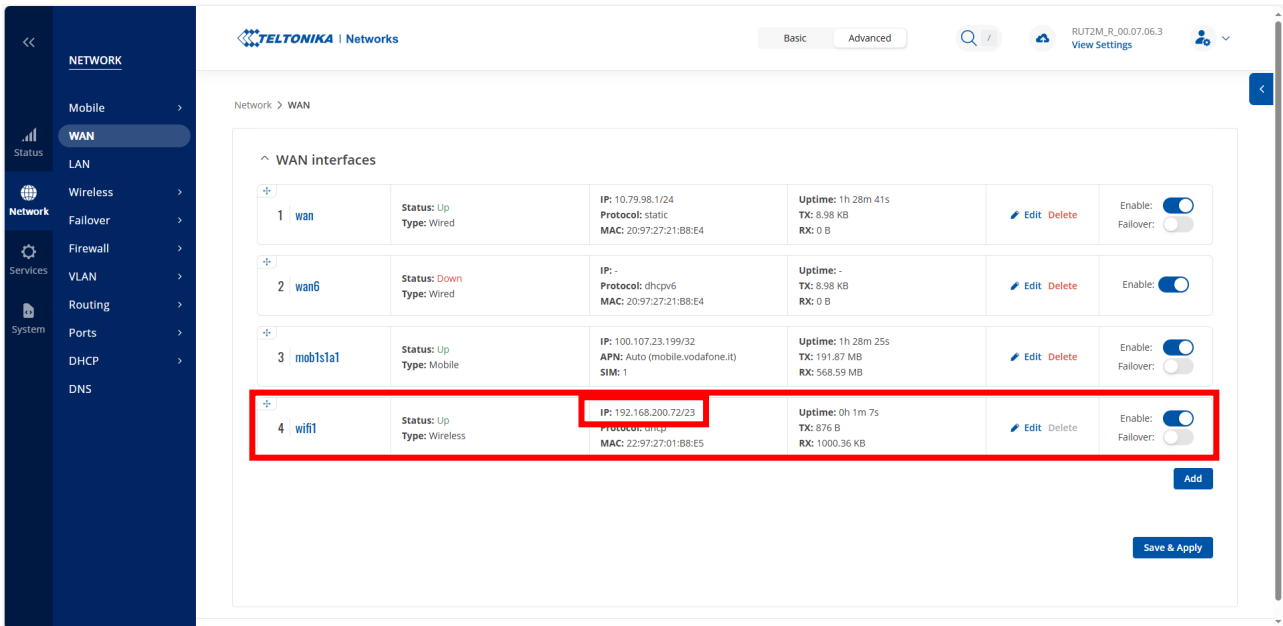 TELTONIKA | Networks
Basic
Advanced
/
RUT2M_R_00.07.06.3
View Settings
NETWORK
Mobile
WAN
LAN
Wireless
Failover
Firewall
VLAN
Routing
Ports
DHCP
DNS
Status
Network
Services
System
Network > WAN
WAN interfaces
1 wan
Status: Up
Type: Wired
IP: 10.79.98.1/24
Protocol: static
MAC: 20:97:27:21:B8:E4
Uptime: 1h 28m 41s
TX: 8.98 KB
RX: 0 B
Edit Delete
Enable:
Failover:
2 wan6
Status: Down
Type: Wired
IP: -
Protocol: dhcpv6
MAC: 20:97:27:21:B8:E4
Uptime: -
TX: 8.98 KB
RX: 0 B
Edit Delete
Enable:
3 mob1s1a1
Status: Up
Type: Mobile
IP: 100.107.23.199/32
APN: Auto (mobile.vodafone.it)
SIM: 1
Uptime: 1h 28m 25s
TX: 191.87 MB
RX: 568.59 MB
Edit Delete
Enable:
Failover:
4 wifi1
Status: Up
Type: Wireless
IP: 192.168.200.72/23
Protocol: dhcp
MAC: 22:97:27:01:B8:E5
Uptime: 0h 1m 7s
TX: 876 B
RX: 1000.36 KB
Edit Delete
Enable:
Failover:
Add
Save & Apply